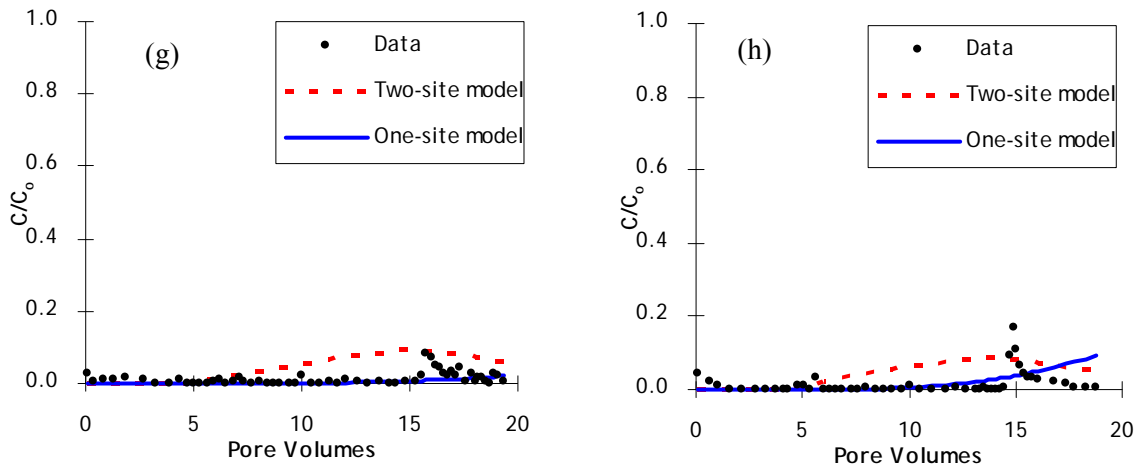 (g)
Data
Two-site model
One-site model
1.0
0.8
0.6
0.4
0.2
0.0
C/Co
0 5 10 15 20
Pore Volumes
(h)
Data
Two-site model
One-site model
1.0
0.8
0.6
0.4
0.2
0.0
C/Co
0 5 10 15 20
Pore Volumes